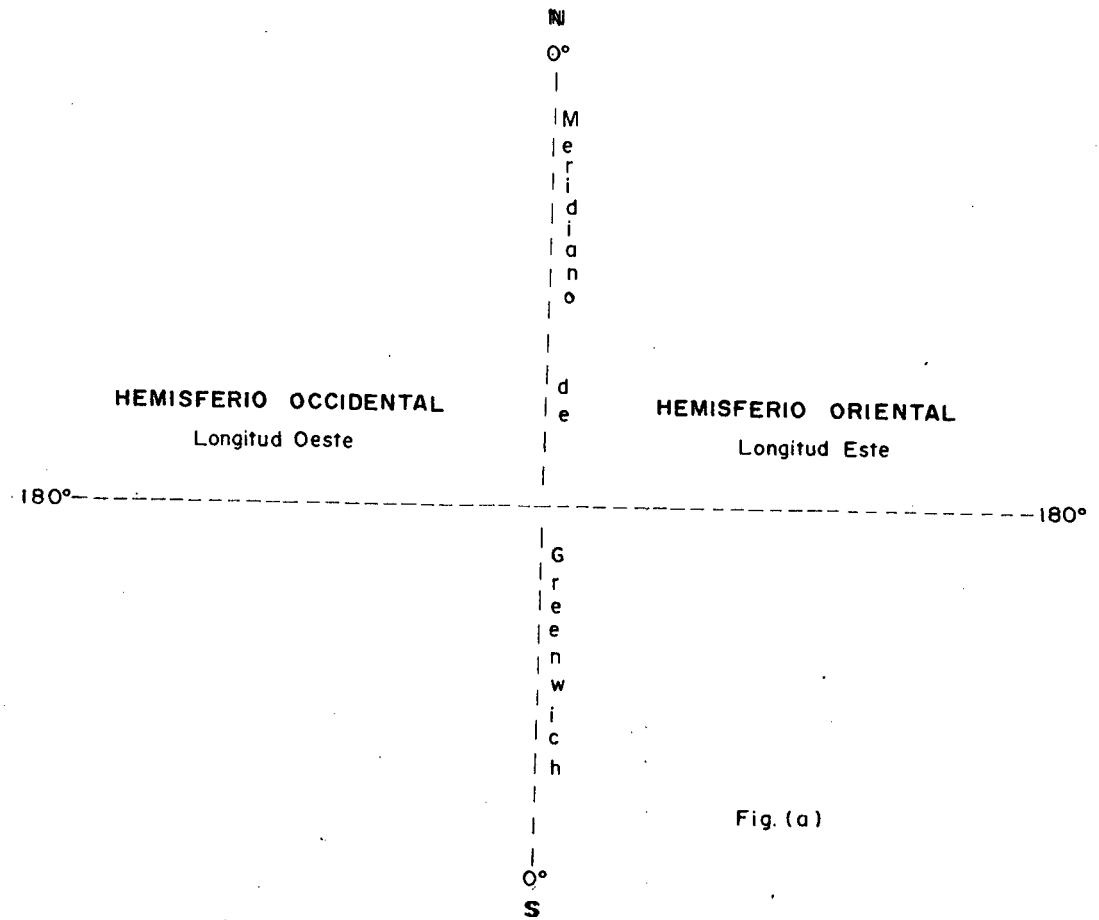 N
0°
Meridiano de Greenwich
HEMISFERIO OCCIDENTAL
Longitud Oeste
HEMISFERIO ORIENTAL
Longitud Este
180°
180°
Fig. (a)
0°
S